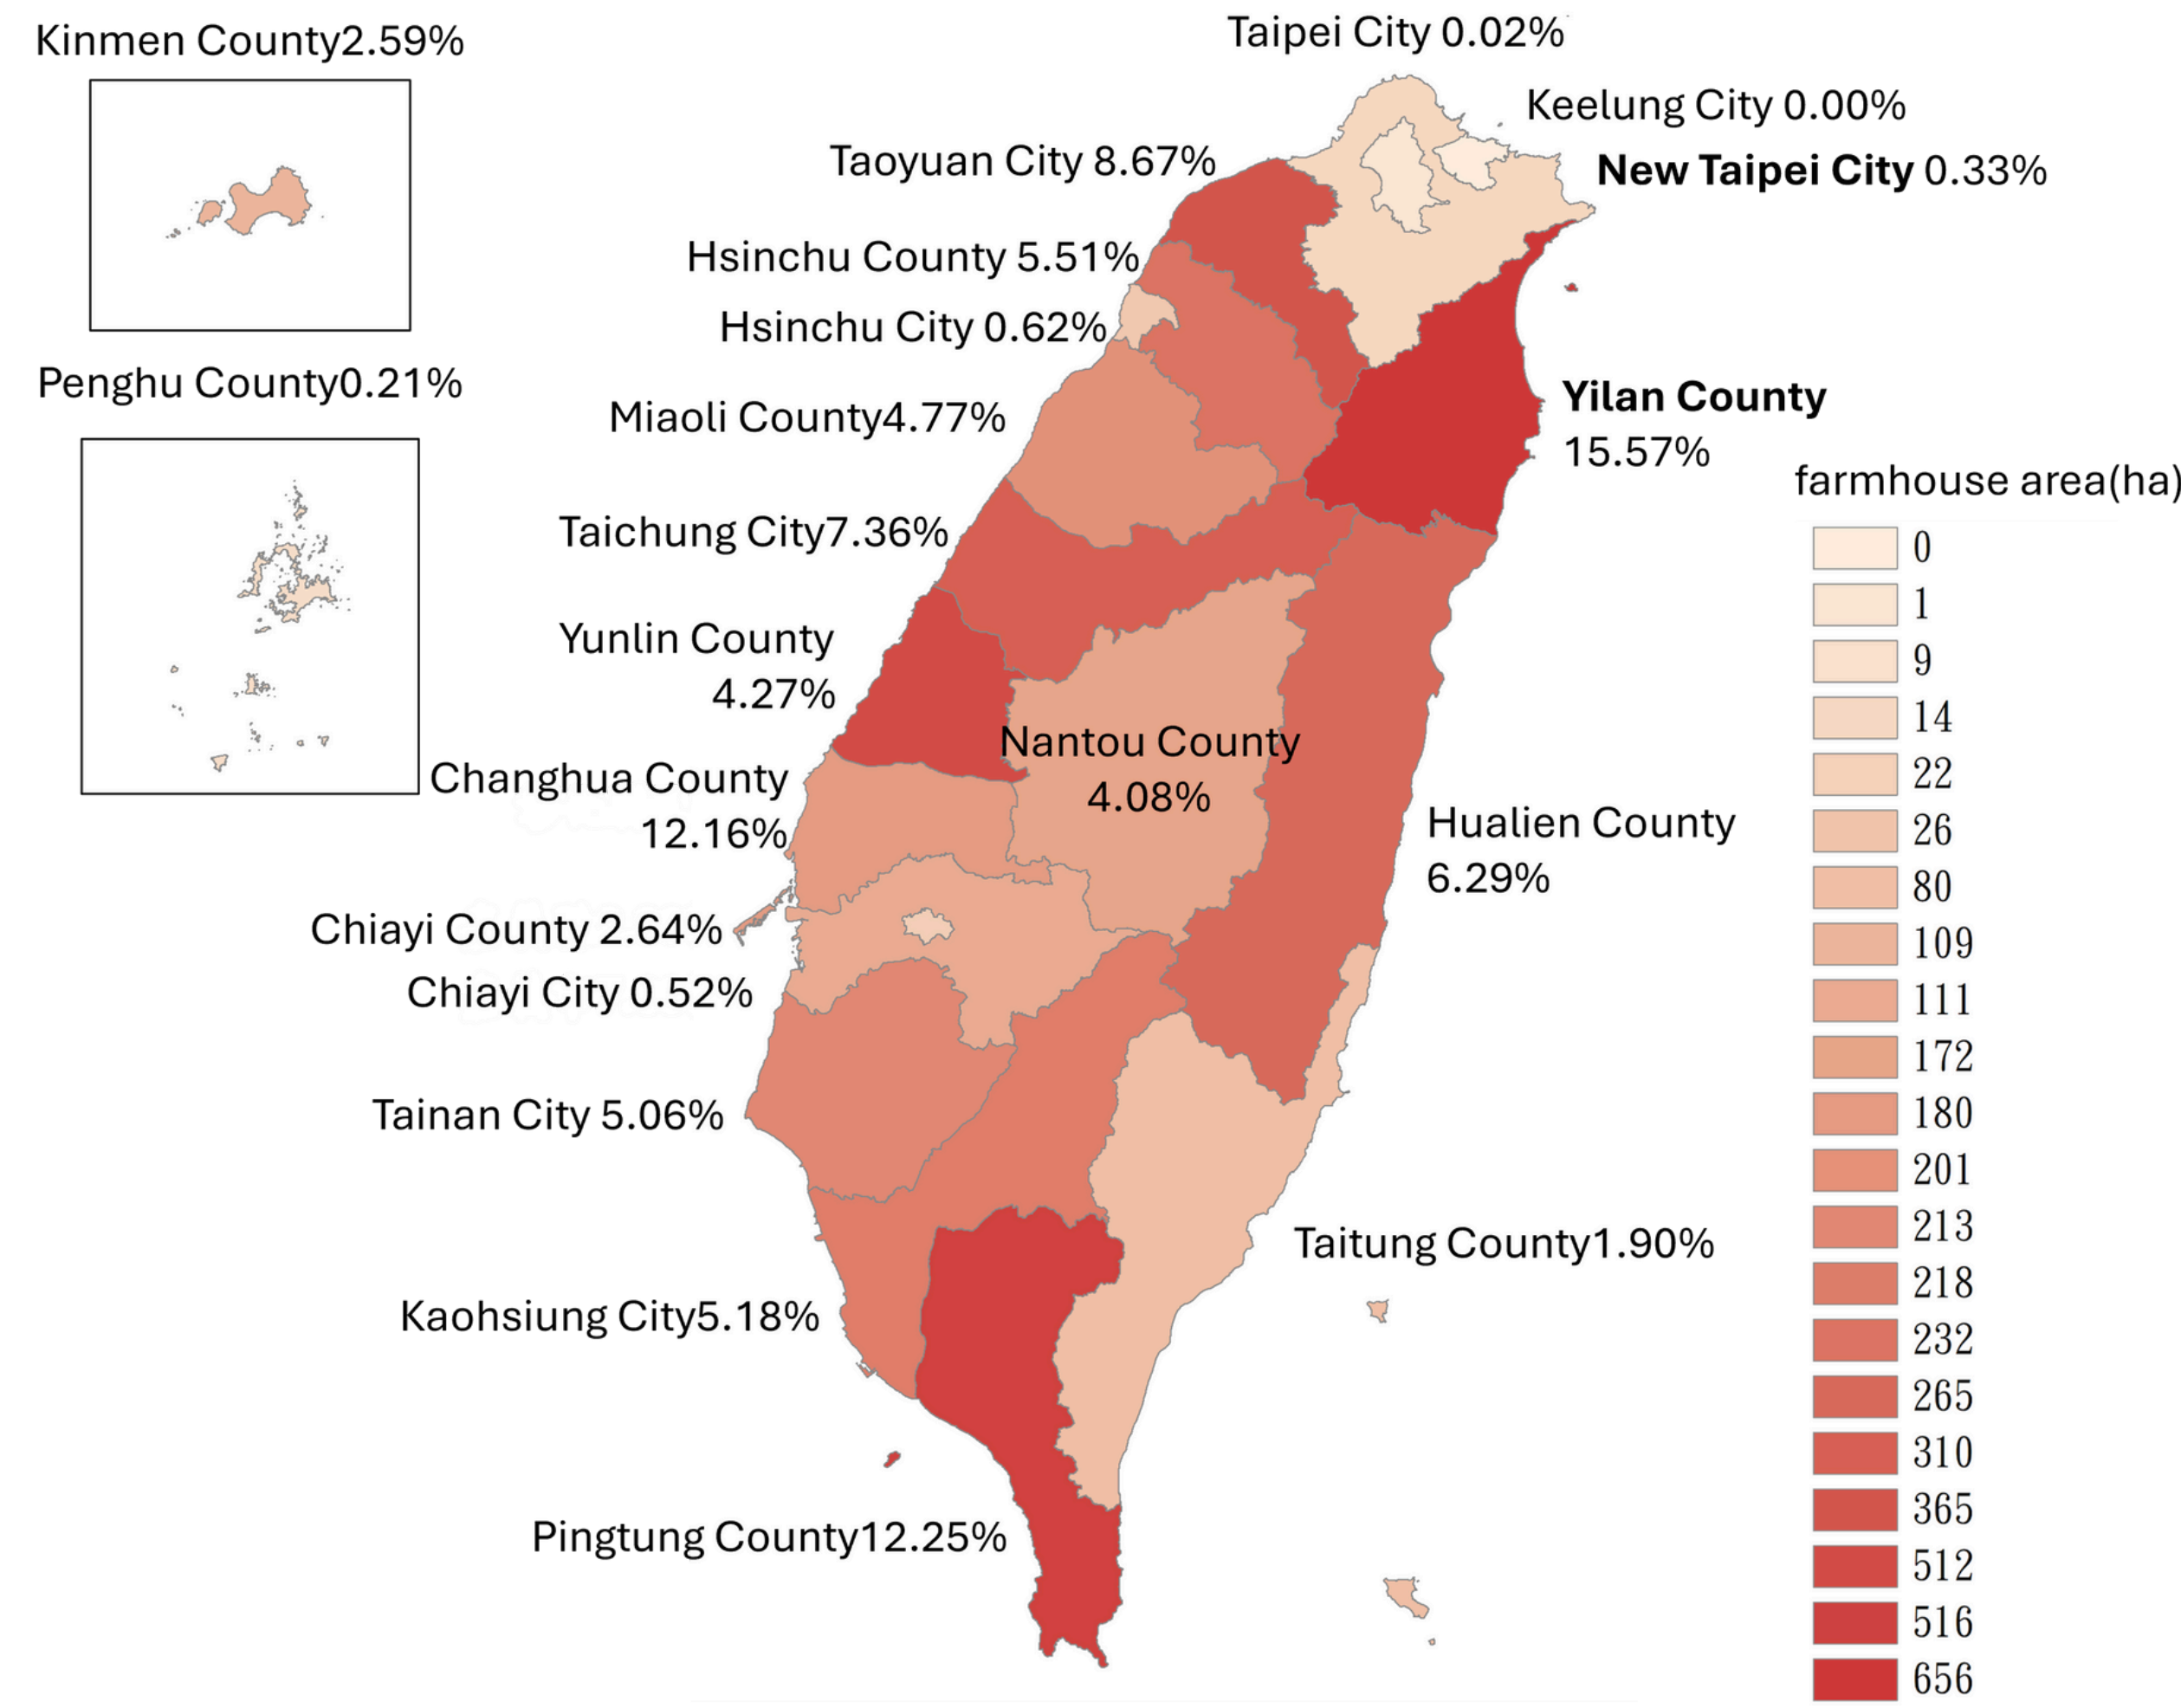 Kinmen County2.59%
Penghu County0.21%
Taipei City 0.02%
Keelung City 0.00%
New Taipei City 0.33%
Taoyuan City 8.67%
Hsinchu County 5.51%
Hsinchu City 0.62%
Miaoli County4.77%
Yilan County
15.57%
Taichung City7.36%
Yunlin County
4.27%
Nantou County
4.08%
Changhua County
12.16%
Hualien County
6.29%
Chiayi County 2.64%
Chiayi City 0.52%
Tainan City 5.06%
Taitung County1.90%
Kaohsiung City5.18%
Pingtung County12.25%
farmhouse area(ha)
0
1
9
14
22
26
80
109
111
172
180
201
213
218
232
265
310
365
512
516
656